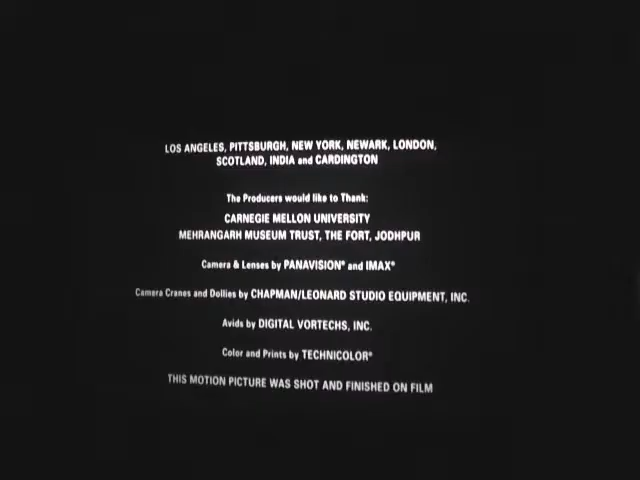 LOS ANGELES, PITTSBURGH, NEW YORK, NEWARK, LONDON,
SCOTLAND, INDIA and CARDINGTON
The Producers would like to Thank:
CARNEGIE MELLON UNIVERSITY
MEHRANGARH MUSEUM TRUST, THE FORT, JODHPUR
Camera & Lenses by PANAVISION® and IMAX®
Camera Cranes and Dollies by CHAPMAN/LEONARD STUDIO EQUIPMENT, INC.
Avids by DIGITAL VORTECHS, INC.
Color and Prints by TECHNICOLOR®
THIS MOTION PICTURE WAS SHOT AND FINISHED ON FILM